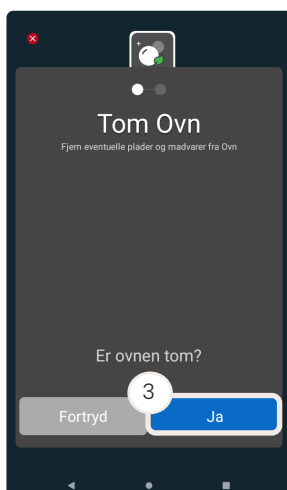 Tom Ovn
Fjern eventuelle plader og madvarer fra Ovn
Er ovnen tom?
3
Fortryd
Ja